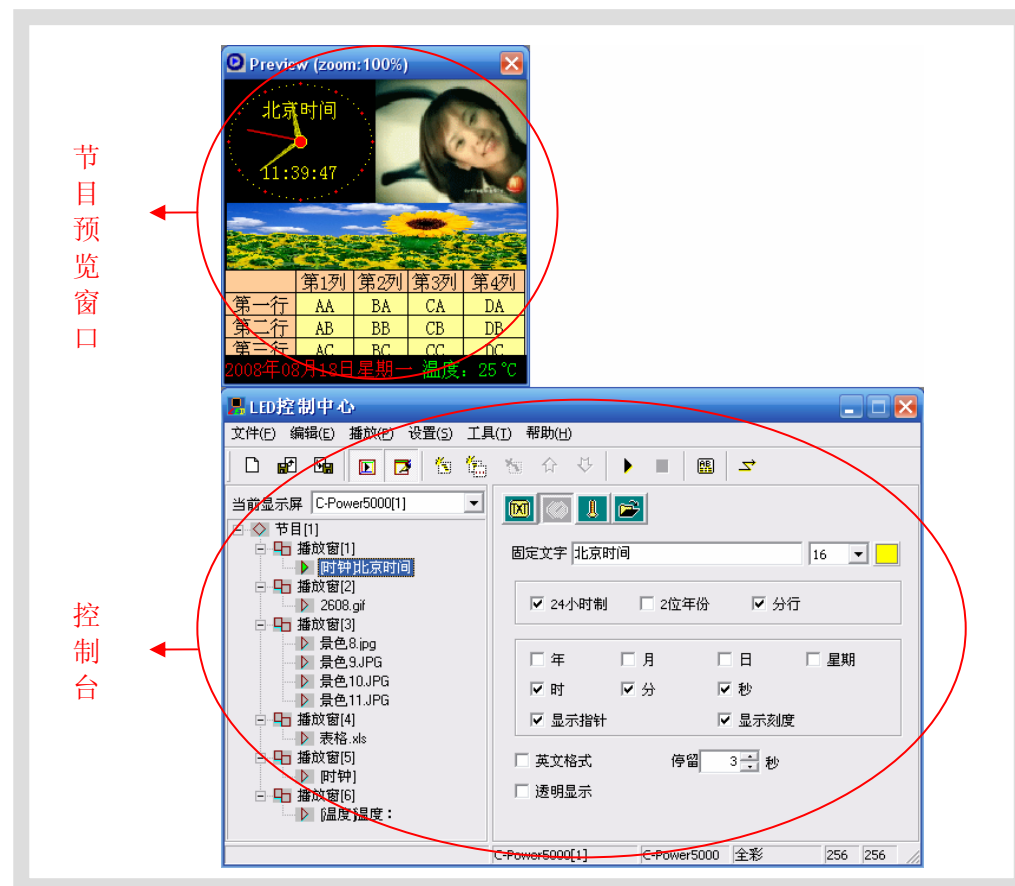 节目预览窗口
Preview (zoom:100%)
北京时间
11:39:47
第1列 第2列 第3列 第4列
第一行 AA BA CA DA
第二行 AB BB CB DB
第三行 AC BC CC DC
2008年08月18日星期一 温度：25℃
控制台
LED控制中心
文件(F) 编辑(E) 播放(P) 设置(S) 工具(T) 帮助(H)
当前显示屏 C-Power5000[1]
节目[1]
播放窗[1]
[时钟]北京时间
播放窗[2]
2608.gif
播放窗[3]
景色8.jpg
景色9.JPG
景色10.JPG
景色11.JPG
播放窗[4]
表格.xls
播放窗[5]
[时钟]
播放窗[6]
[温度]温度：
TXT
固定文字 北京时间 16
24小时制 2位年份 分行
年 月 日 星期
时 分 秒
显示指针 显示刻度
英文格式 停留 3 秒
透明显示
C-Power5000[1] C-Power5000 全彩 256 256